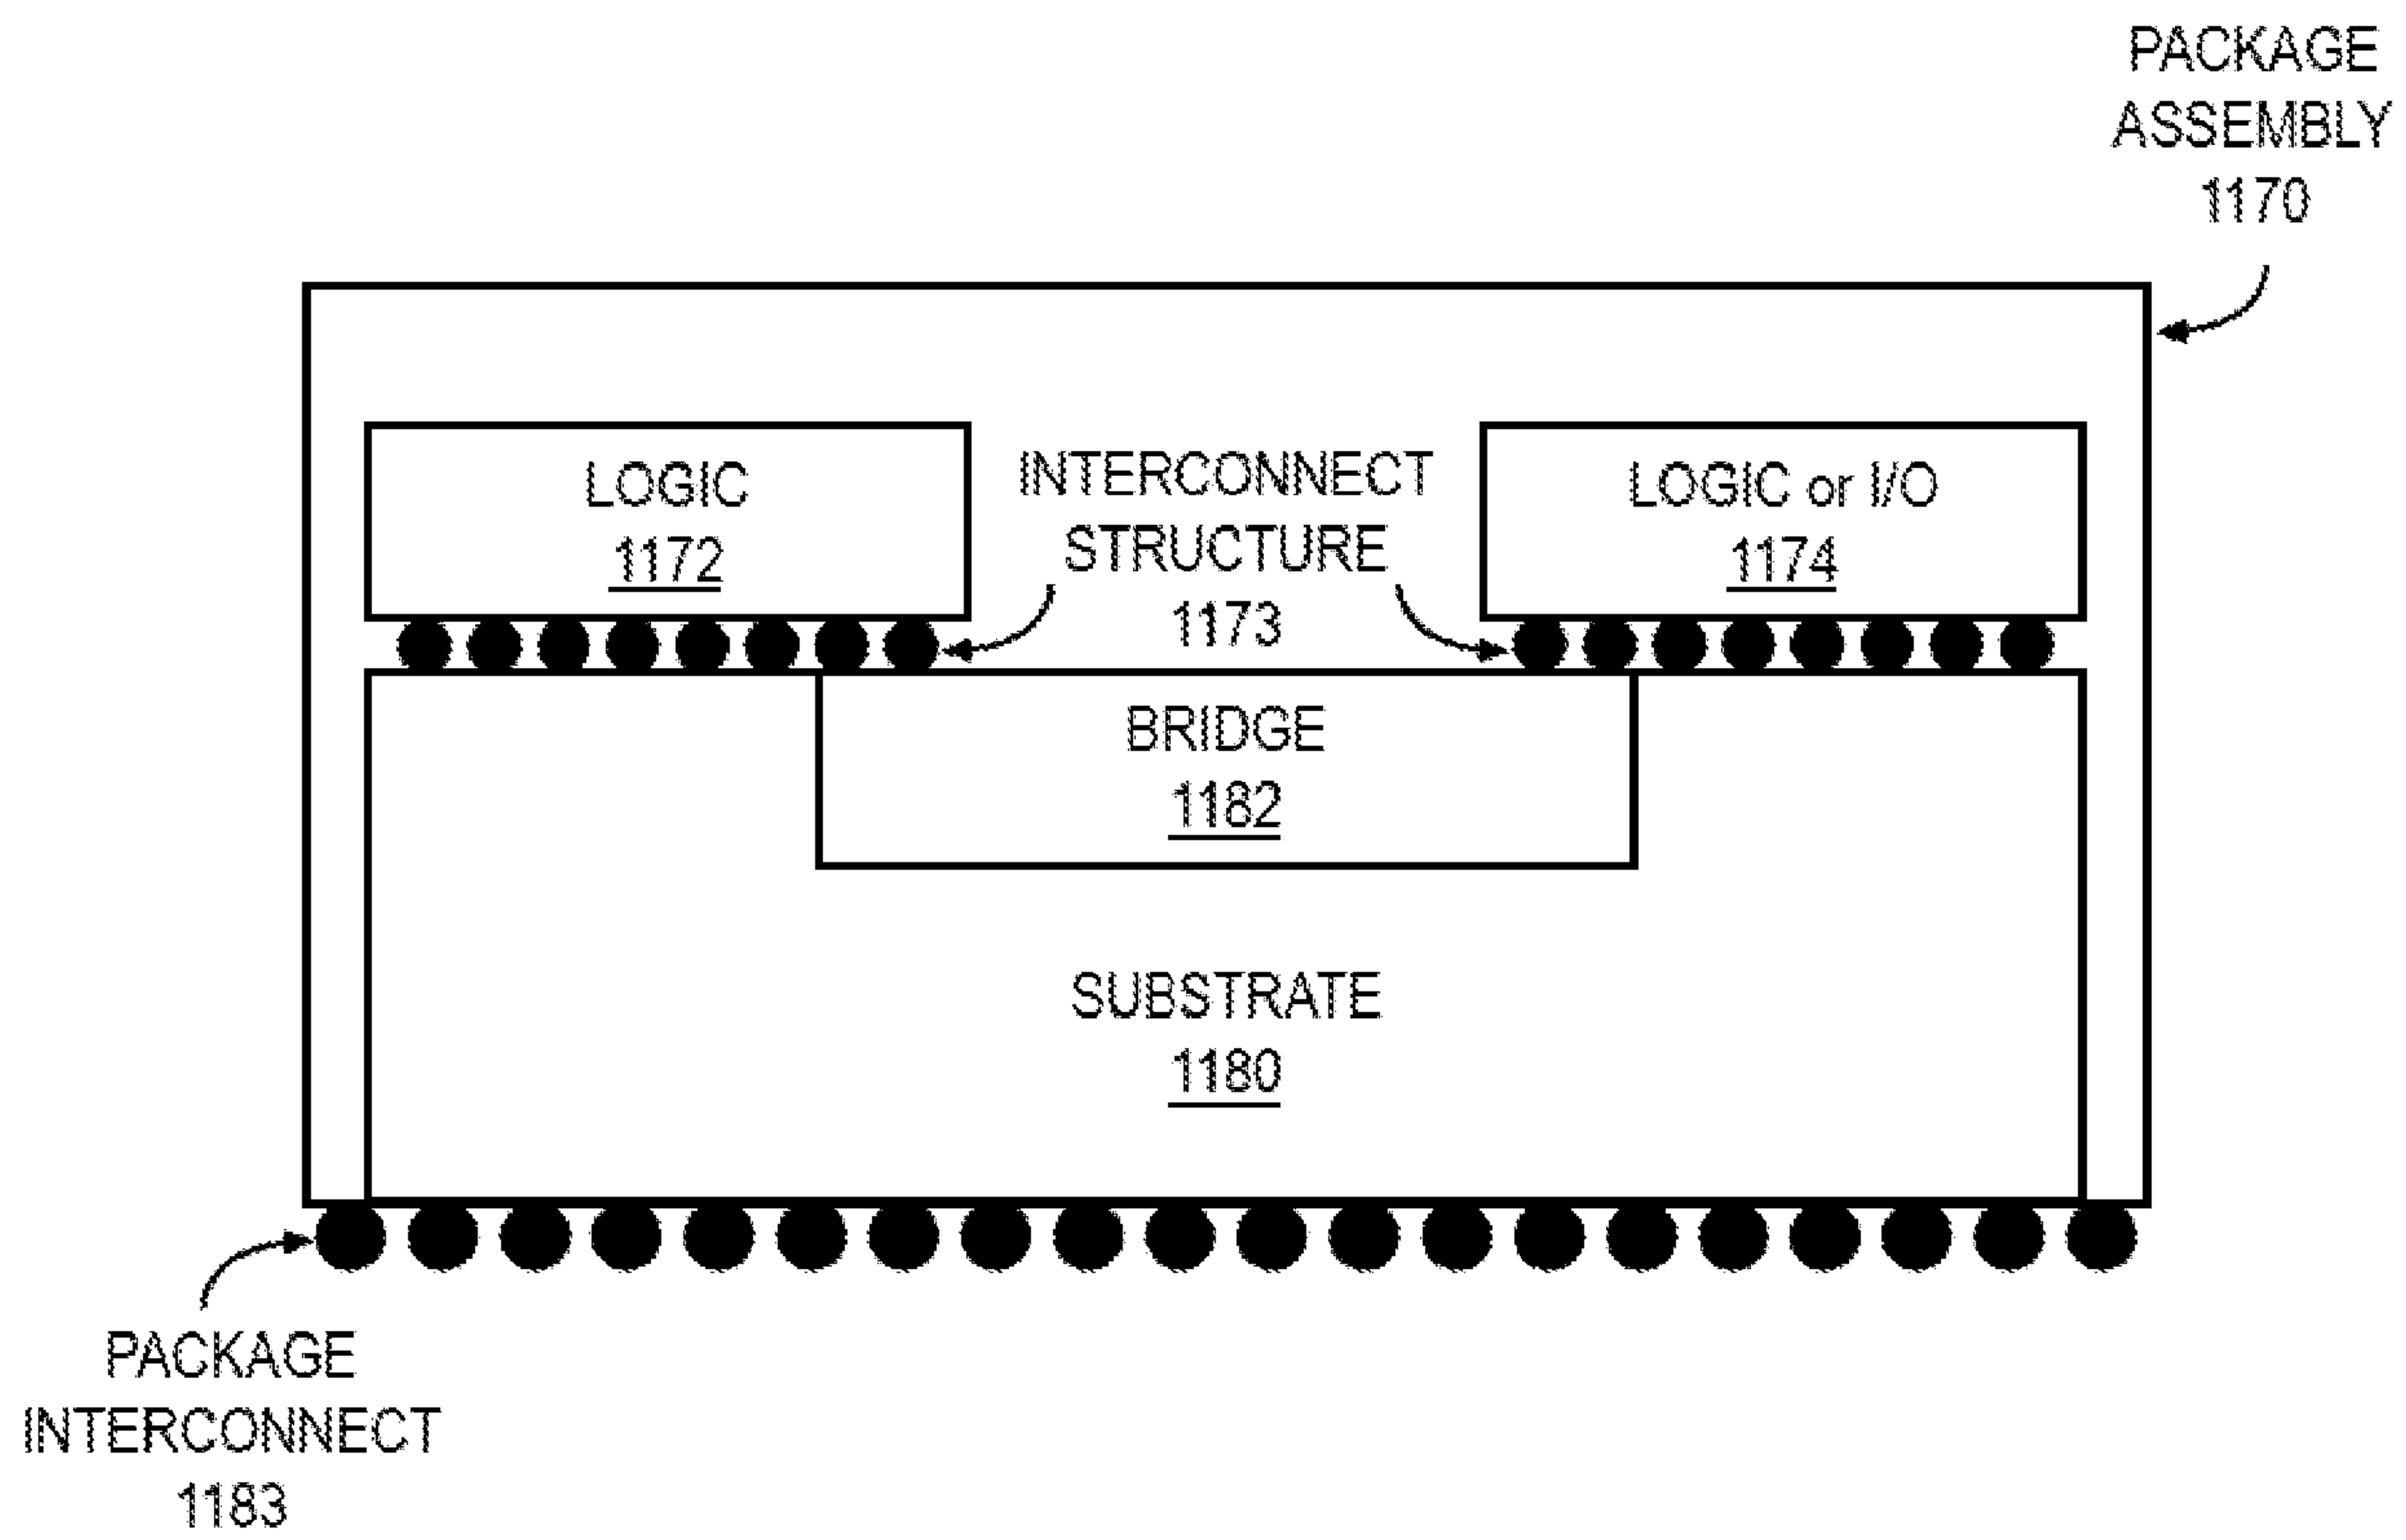 PACKAGE
ASSEMBLY
1170
LOGIC
1172
INTERCONNECT
STRUCTURE
1173
LOGIC or I/O
1174
BRIDGE
1182
SUBSTRATE
1180
PACKAGE
INTERCONNECT
1183